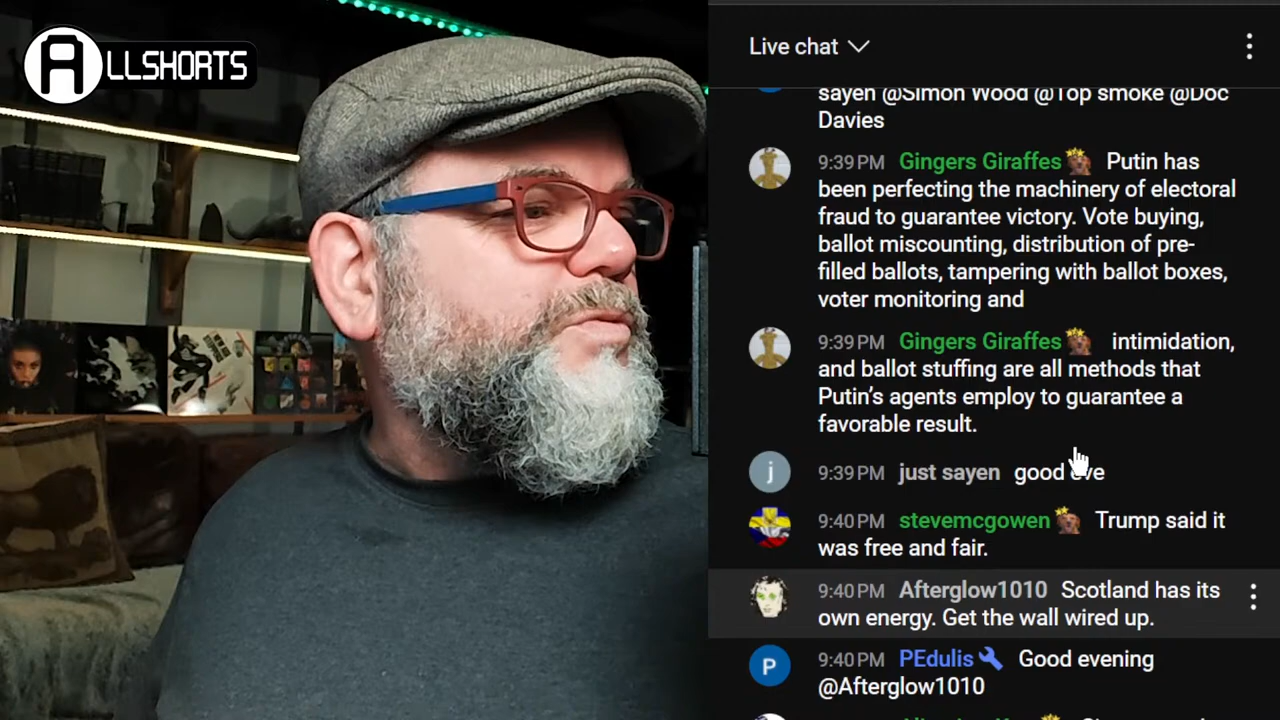 ALLSHORTS
Live chat
sayen @Simon Wood @Top smoke @Doc
Davies
9:39 PM Gingers Giraffes Putin has
been perfecting the machinery of electoral
fraud to guarantee victory. Vote buying,
ballot miscounting, distribution of pre-
filled ballots, tampering with ballot boxes,
voter monitoring and
9:39 PM Gingers Giraffes intimidation,
and ballot stuffing are all methods that
Putin’s agents employ to guarantee a
favorable result.
j 9:39 PM just sayen good eve
9:40 PM stevemcgowen Trump said it
was free and fair.
9:40 PM Afterglow1010 Scotland has its
own energy. Get the wall wired up.
P 9:40 PM PEdulis Good evening
@Afterglow1010